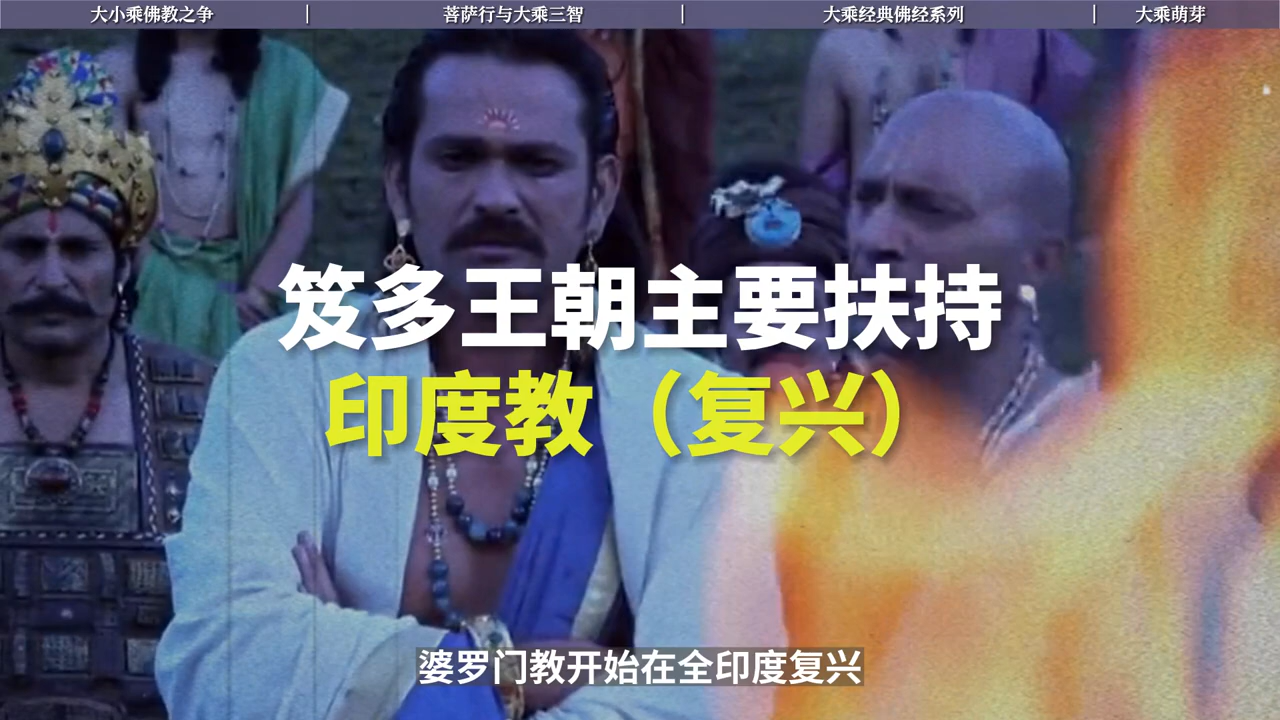 大小乘佛教之争 | 菩萨行与大乘三智 | 大乘经典佛经系列 | 大乘萌芽
笈多王朝主要扶持
印度教（复兴）
婆罗门教开始在全印度复兴